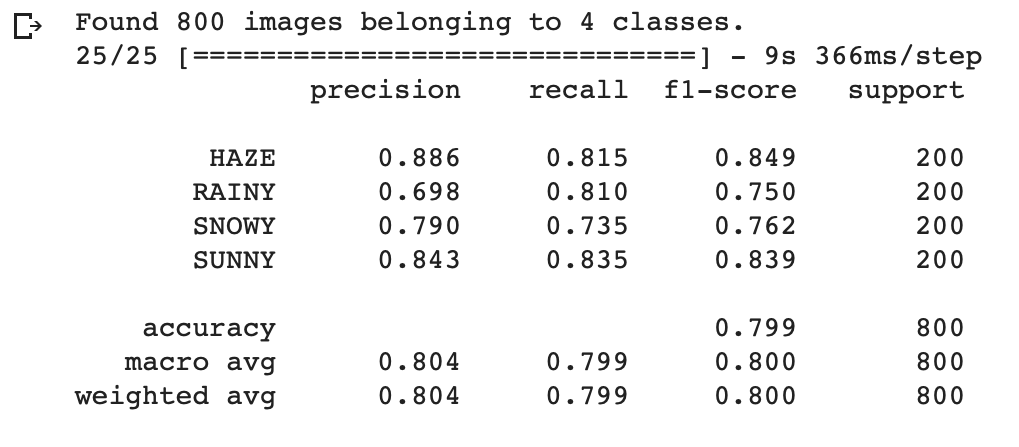 Found 800 images belonging to 4 classes.
25/25 [==============================] - 9s 366ms/step
precision recall f1-score support
HAZE 0.886 0.815 0.849 200
RAINY 0.698 0.810 0.750 200
SNOWY 0.790 0.735 0.762 200
SUNNY 0.843 0.835 0.839 200
accuracy 0.799 800
macro avg 0.804 0.799 0.800 800
weighted avg 0.804 0.799 0.800 800